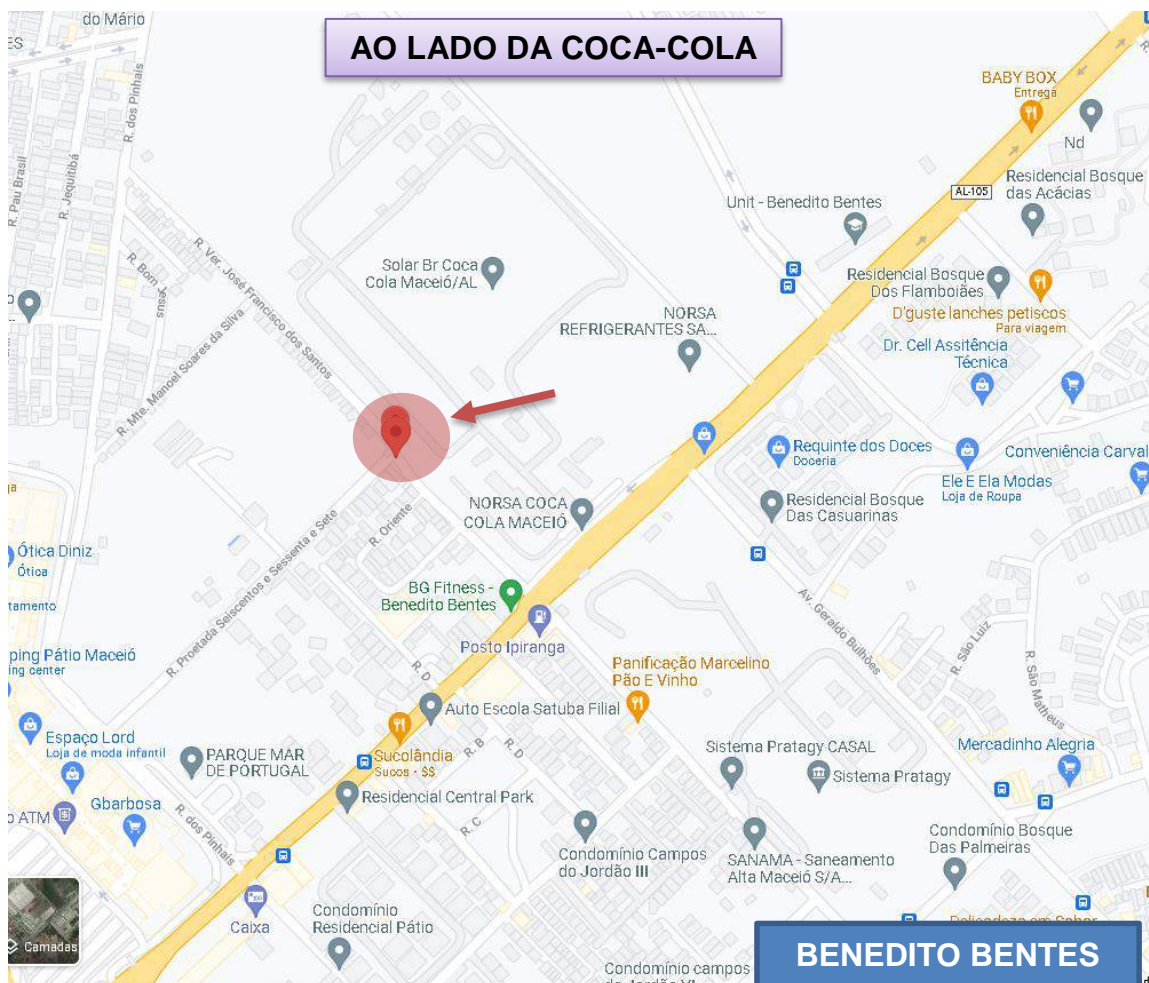 do Mário
AO LADO DA COCA-COLA
ES
R. dos Pinhais
R. Jequitibá
R. Pau Brasil
BABY BOX
Entrega
Nd
Residencial Bosque
das Acácias
AL-105
Unit - Benedito Bentes
R. Ver. José Francisco dos Santos
R. Bom Jesus
Solar Br Coca
Cola Maceió/AL
Residencial Bosque
Dos Flamboiães
D'guste lanches petiscos
Para viagem
NORSA
REFRIGERANTES SA...
Dr. Cell Assitência
Técnica
R. Mte. Manoel Soares da Silva
Requinte dos Doces
Doceria
Conveniência Carval
Ele E Ela Modas
Loja de Roupa
NORSA COCA
COLA MACEIÓ
Residencial Bosque
Das Casuarinas
R. Oriente
R. Projetada Seiscentos e Sessenta e Sete
Ótica Diniz
Ótica
tamento
BG Fitness -
Benedito Bentes
Posto Ipiranga
Av. Geraldo Bulhões
R. São Luiz
R. São Matheus
ping Pátio Maceió
ing center
R. D
Panificação Marcelino
Pão E Vinho
Auto Escola Satuba Filial
Espaço Lord
Loja de moda infantil
PARQUE MAR
DE PORTUGAL
Sucolândia
Sucos - $$
R. B
R. D
Sistema Pratagy CASAL
Sistema Pratagy
Mercadinho Alegria
Residencial Central Park
Gbarbosa
o ATM
R. dos Pinhais
R. C
Condomínio Campos
do Jordão III
SANAMA - Saneamento
Alta Maceió S/A...
Condomínio Bosque
Das Palmeiras
Caixa
Condomínio
Residencial Pátio
Camadas
BENEDITO BENTES
Condomínio campos